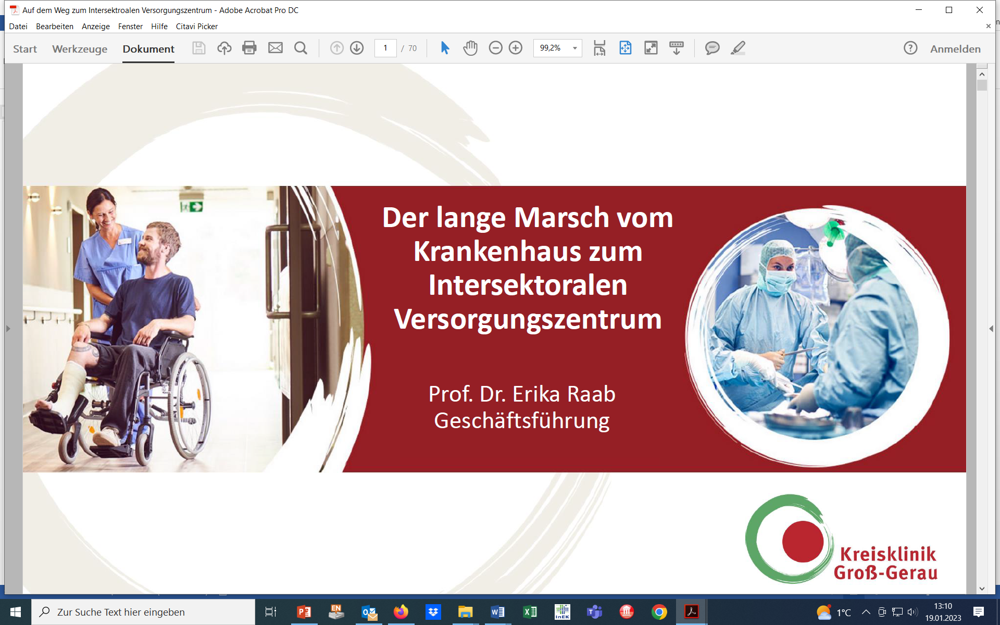 Auf dem Weg zum Intersektroalen Versorgungszentrum - Adobe Acrobat Pro DC
Datei Bearbeiten Anzeige Fenster Hilfe Citavi Picker
Start Werkzeuge Dokument 1 / 70 99,2% Anmelden
Der lange Marsch vom
Krankenhaus zum
Intersektoralen
Versorgungszentrum
Prof. Dr. Erika Raab
Geschäftsführung
Kreisklinik
Groß-Gerau
Zur Suche Text hier eingeben
EN
InEK
1°C
13:10
19.01.2023